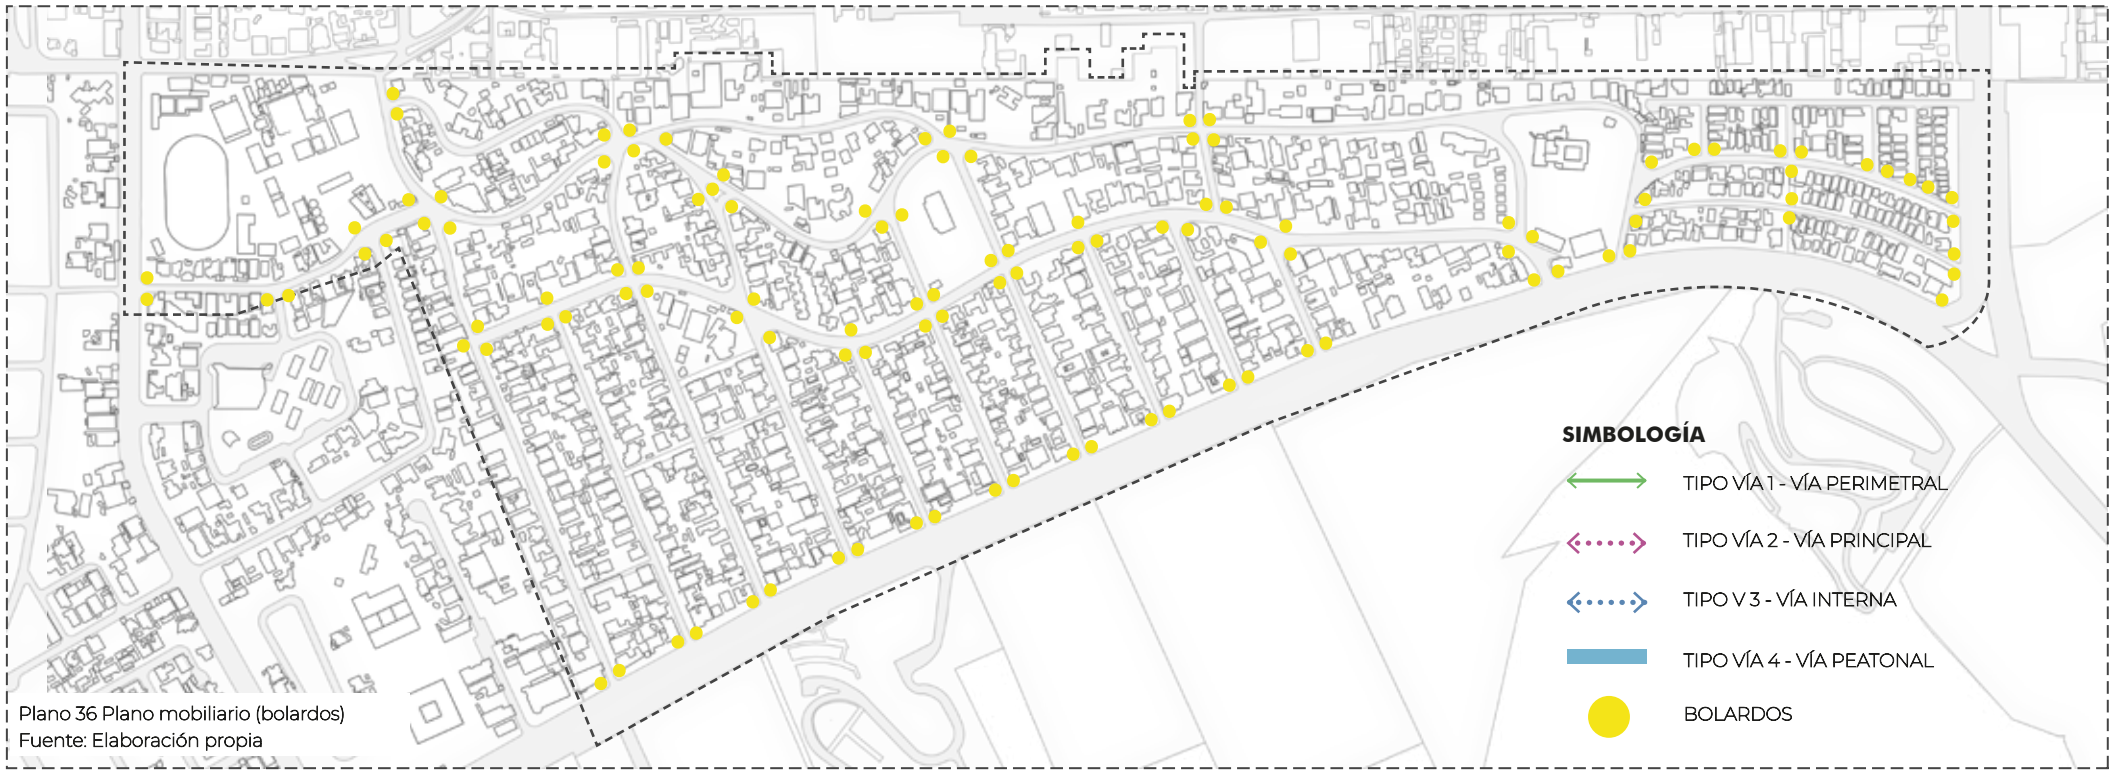 SIMBOLOGÍA
TIPO VÍA 1 - VÍA PERIMETRAL
TIPO VÍA 2 - VÍA PRINCIPAL
TIPO V 3 - VÍA INTERNA
TIPO VÍA 4 - VÍA PEATONAL
BOLARDOS
Plano 36 Plano mobiliario (bolardos)
Fuente: Elaboración propia